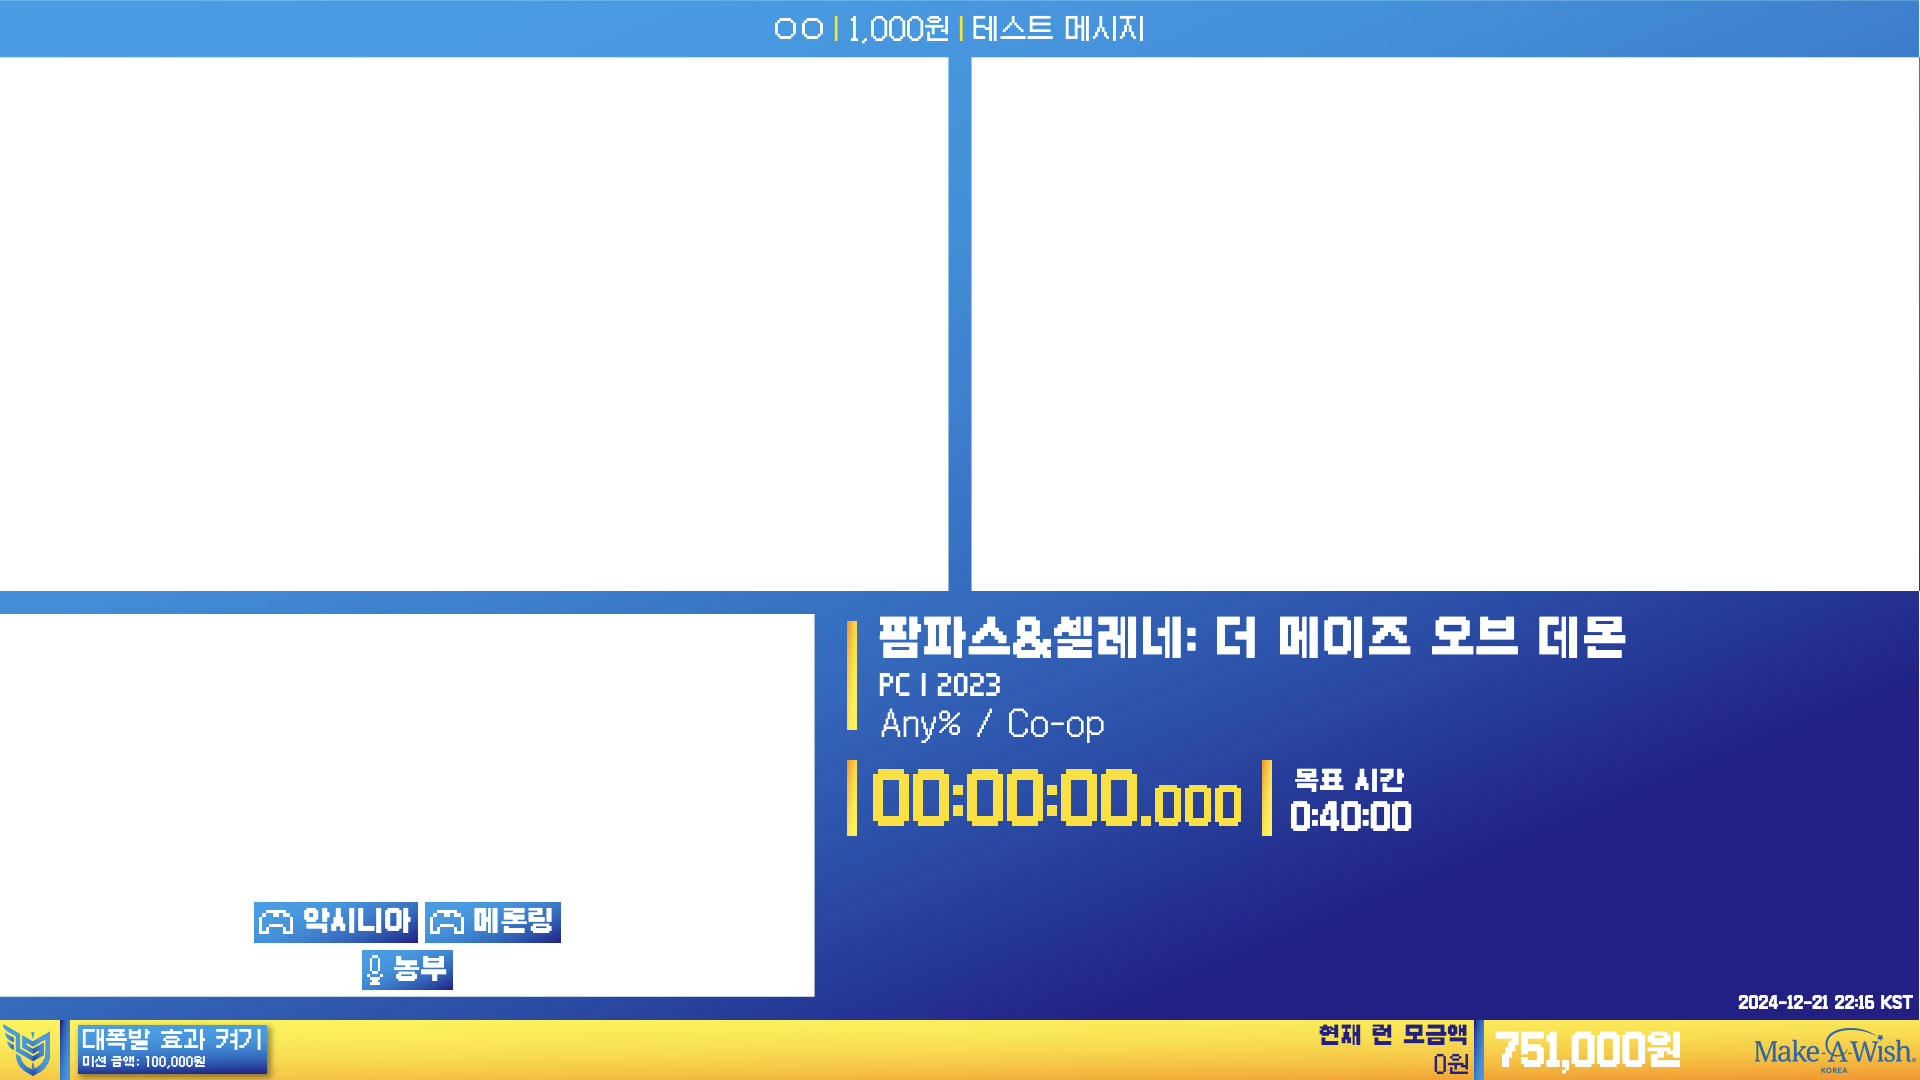 ㅇㅇ | 1,000원 | 테스트 메시지
팜파스&셀레네: 더 메이즈 오브 데몬
PC | 2023
Any% / Co-op
00:00:00.000
목표 시간
0:40:00
악시니아
메론링
농부
2024-12-21 22:16 KST
대폭발 효과 켜기
미션 금액: 100,000원
현재 런 모금액
0원
751,000원
Make-A-Wish®
KOREA